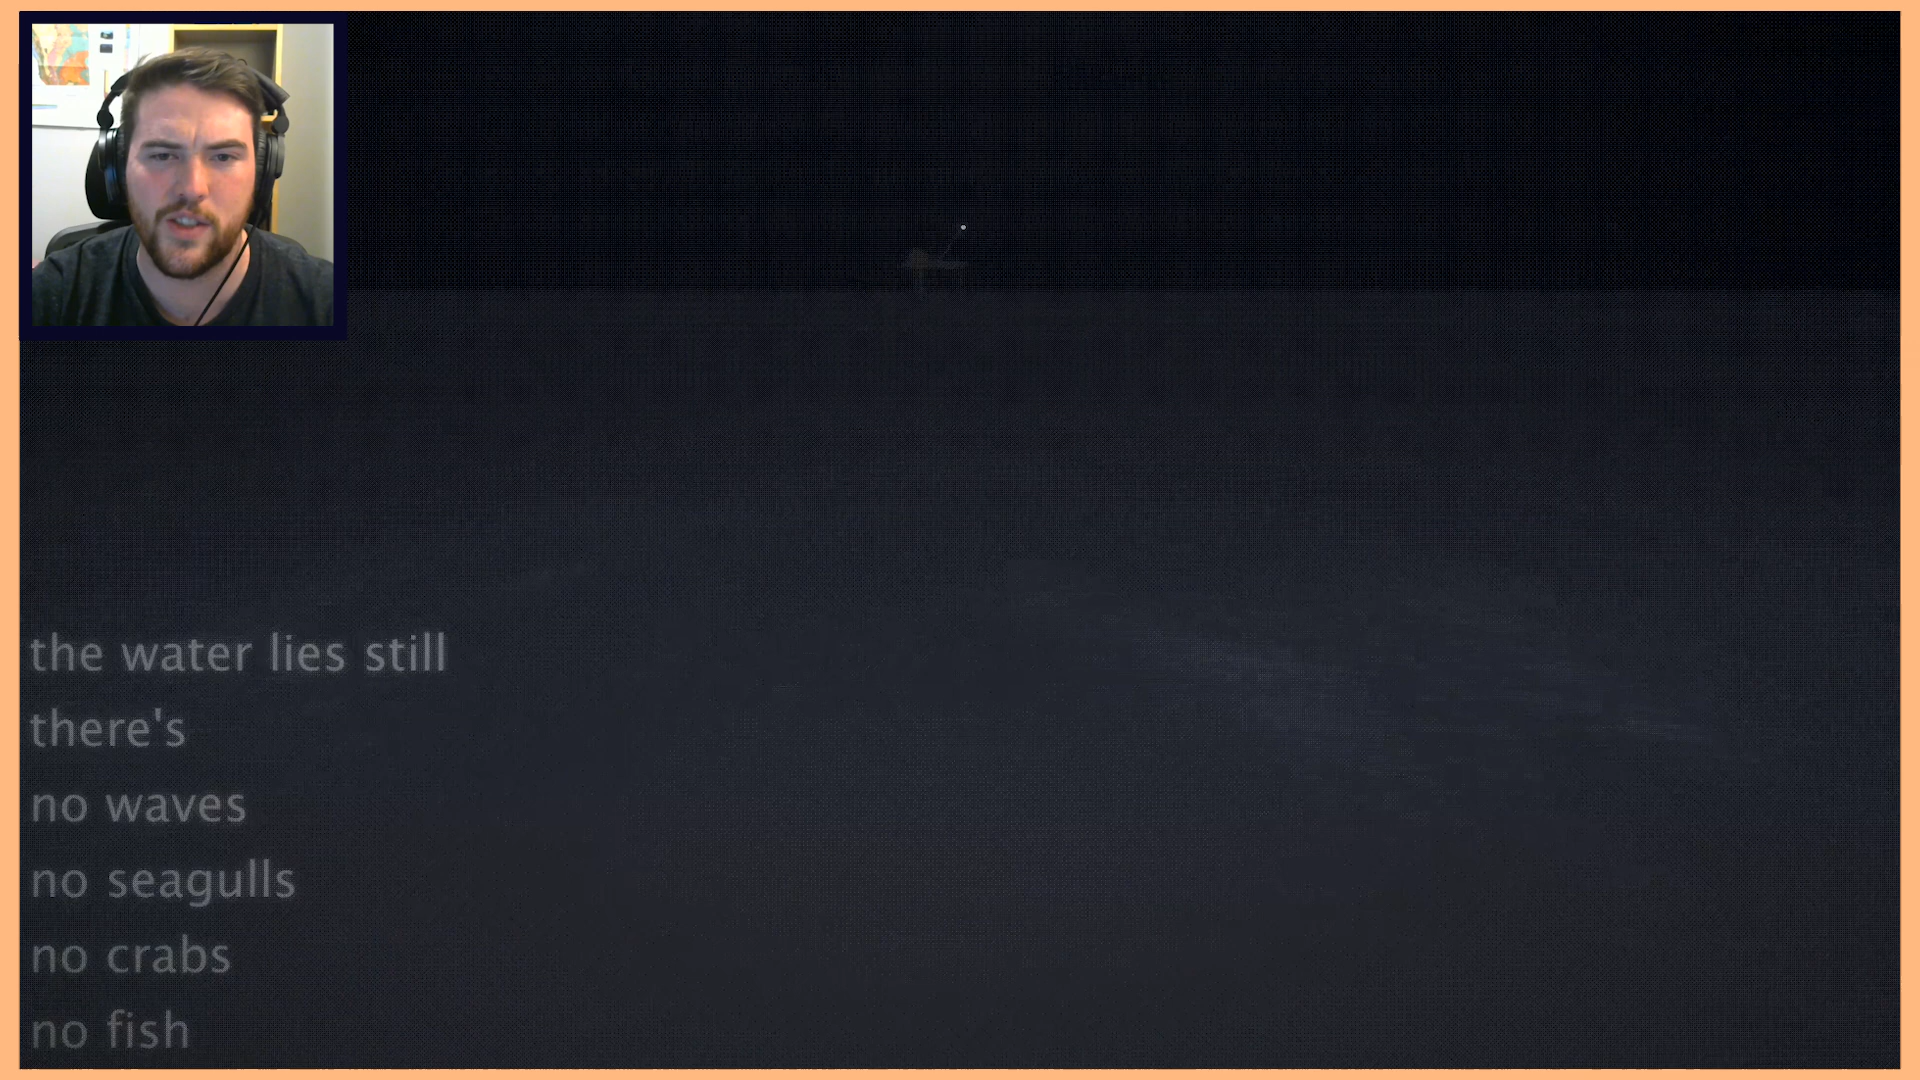 the water lies still
there's
no waves
no seagulls
no crabs
no fish